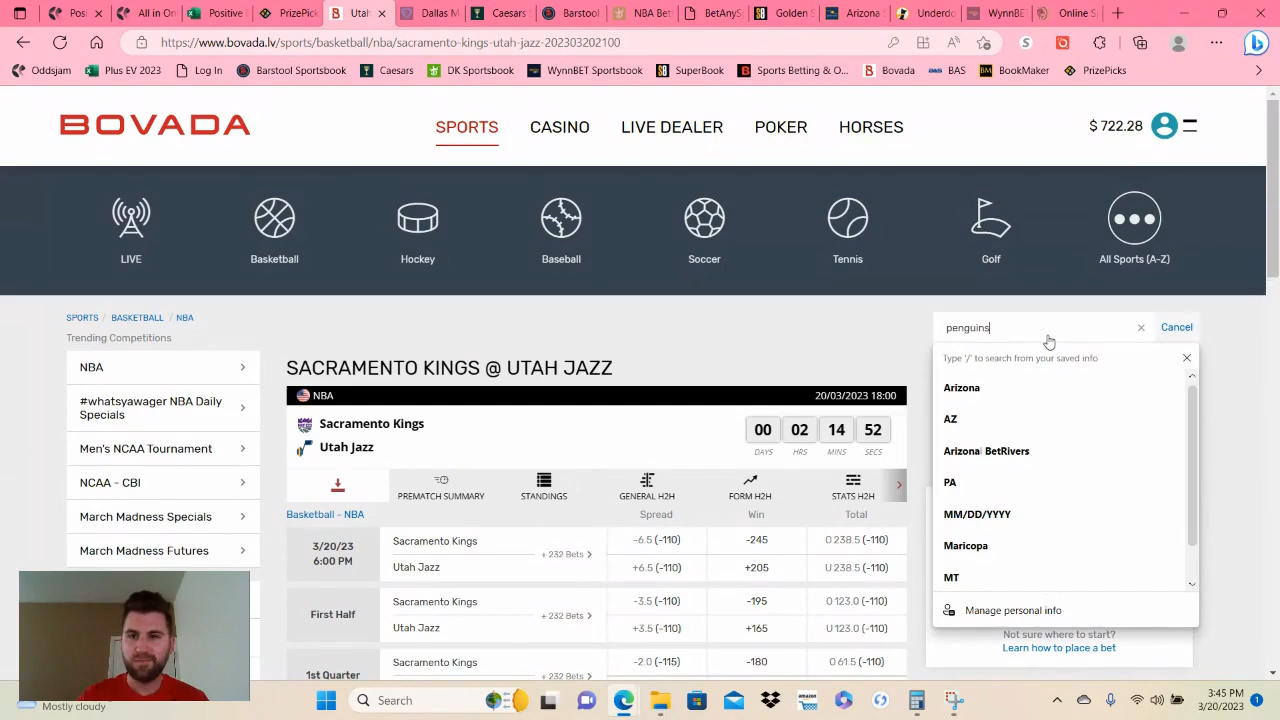 PrizePick
All in On
Plus EV 2
PrizePick
Utah
Dallas M
Caesars
Barstool
NBA Bet
BetAnyS
Golden S
Arizona S
Underdo
WynnBET
Online S
https://www.bovada.lv/sports/basketball/nba/sacramento-kings-utah-jazz-202303202100
Oddsjam
Plus EV 2023
Log In
Barstool Sportsbook
Caesars
DK Sportsbook
WynnBET Sportsbook
SuperBook
Sports Betting & O...
Bovada
BAS
BookMaker
PrizePicks
BOVADA
SPORTS
CASINO
LIVE DEALER
POKER
HORSES
$ 722.28
LIVE
Basketball
Hockey
Baseball
Soccer
Tennis
Golf
All Sports (A-Z)
SPORTS / BASKETBALL / NBA
Trending Competitions
NBA
#whatsyawager NBA Daily
Specials
Men's NCAA Tournament
NCAA - CBI
March Madness Specials
March Madness Futures
SACRAMENTO KINGS @ UTAH JAZZ
NBA
20/03/2023 18:00
Sacramento Kings
Utah Jazz
00 02 14 52
DAYS HRS MINS SECS
PREMATCH SUMMARY
STANDINGS
GENERAL H2H
FORM H2H
STATS H2H
Basketball - NBA
Spread
Win
Total
3/20/23
6:00 PM
Sacramento Kings
Utah Jazz
+ 232 Bets
-6.5 (-110)
-245
O 238.5 (-110)
+6.5 (-110)
+205
U 238.5 (-110)
First Half
Sacramento Kings
Utah Jazz
+ 232 Bets
-3.5 (-110)
-195
O 123.0 (-110)
+3.5 (-110)
+165
U 123.0 (-110)
1st Quarter
Sacramento Kings
-2.0 (-115)
-180
O 61.5 (-110)
penguins
Cancel
Type '/' to search from your saved info
Arizona
AZ
Arizona BetRivers
PA
MM/DD/YYYY
Maricopa
MT
Manage personal info
Not sure where to start?
Learn how to place a bet
Mostly cloudy
Search
3:45 PM
3/20/2023
1